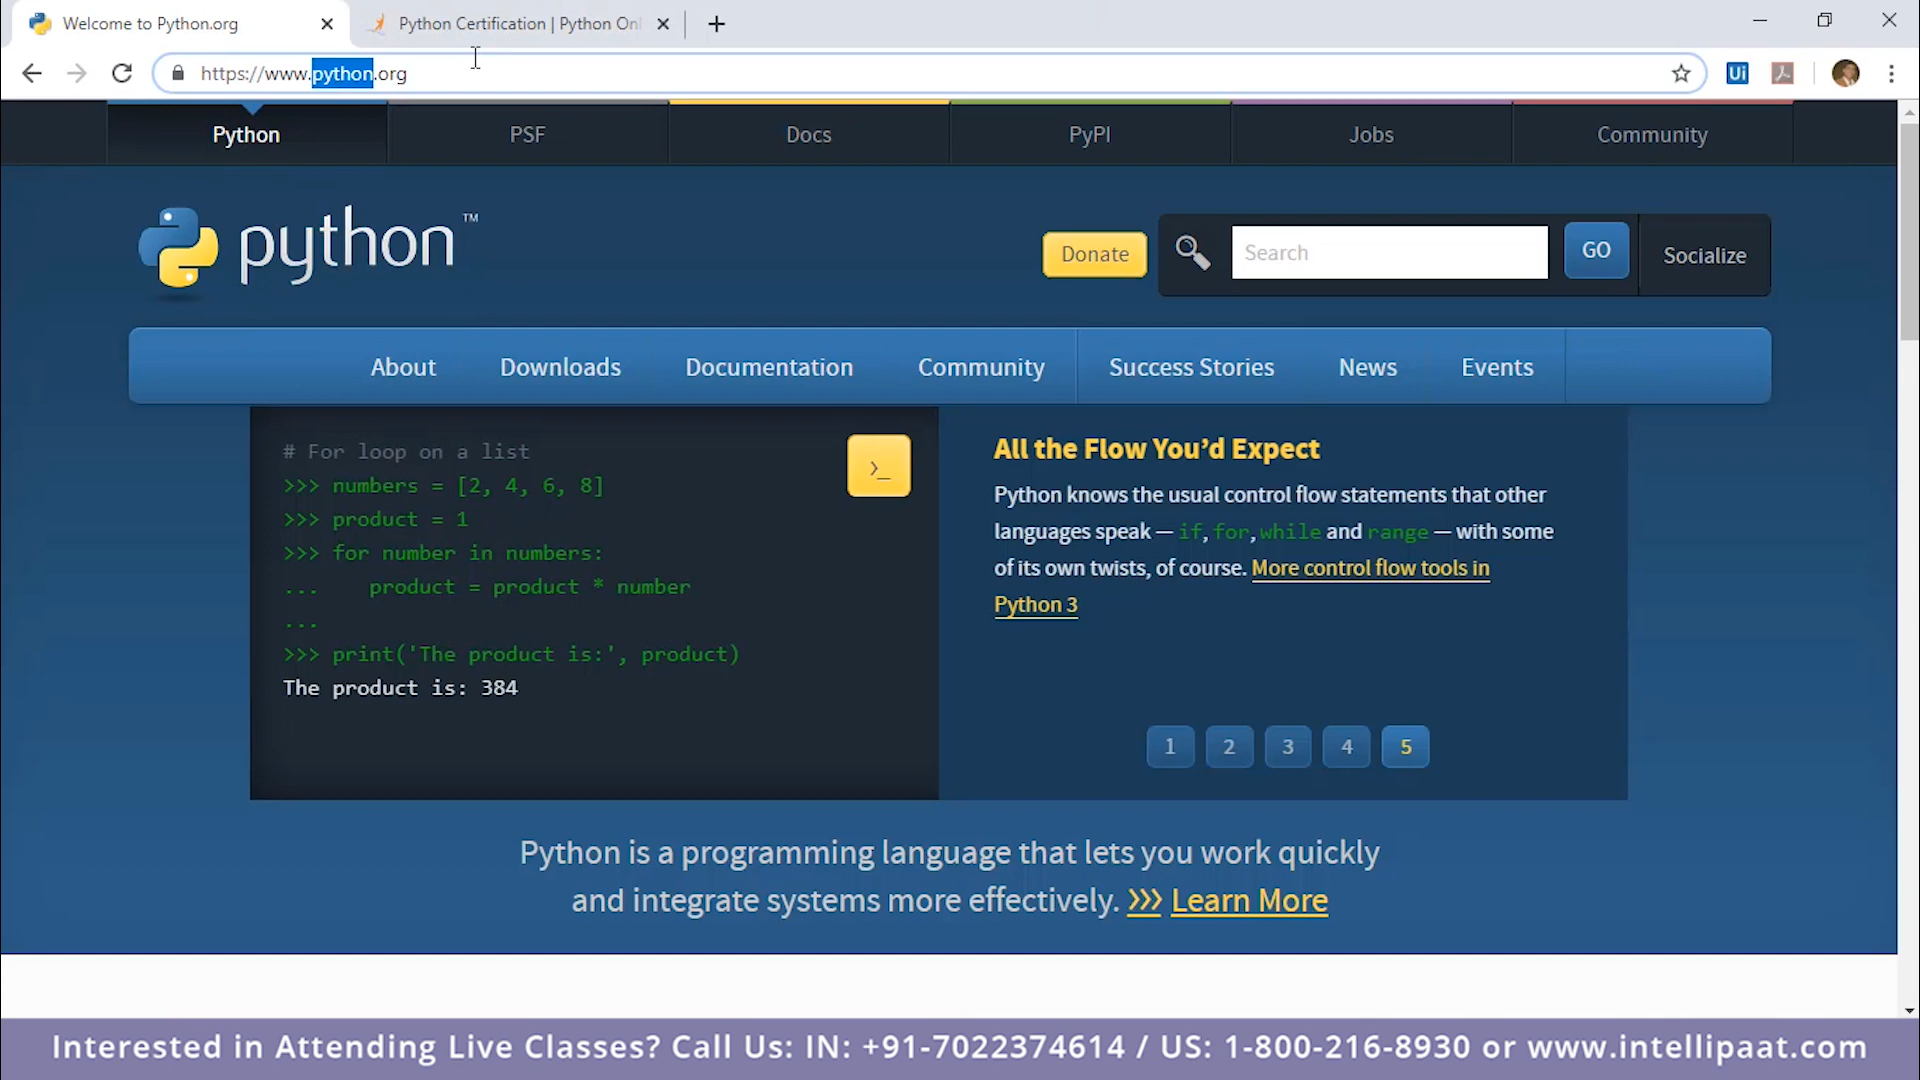 Welcome to Python.org
Python Certification | Python Onl
https://www.python.org
Ui
Python
PSF
Docs
PyPI
Jobs
Community
python™
Donate
Search
GO
Socialize
About
Downloads
Documentation
Community
Success Stories
News
Events
# For loop on a list
>>> numbers = [2, 4, 6, 8]
>>> product = 1
>>> for number in numbers:
...    product = product * number
...
>>> print('The product is:', product)
The product is: 384
>_
All the Flow You’d Expect
Python knows the usual control flow statements that other
languages speak — if, for, while and range — with some
of its own twists, of course. More control flow tools in
Python 3
1 2 3 4 5
Python is a programming language that lets you work quickly
and integrate systems more effectively. >>> Learn More
Interested in Attending Live Classes? Call Us: IN: +91-7022374614 / US: 1-800-216-8930 or www.intellipaat.com